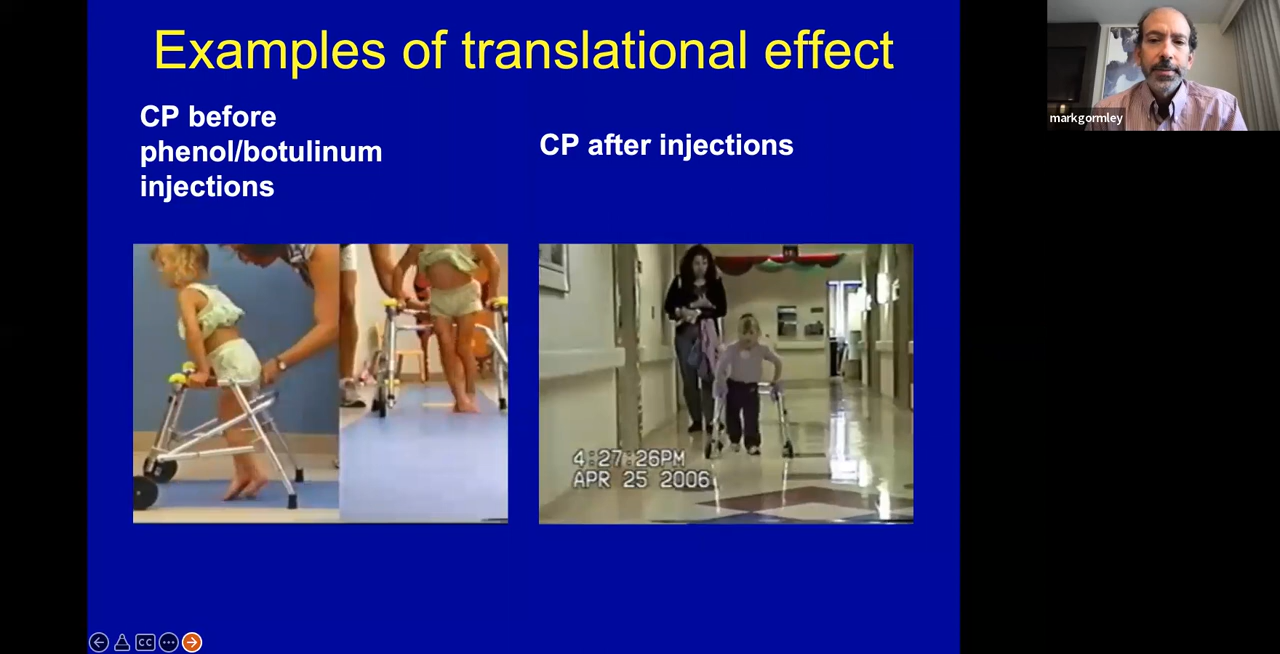 Examples of translational effect
CP before
phenol/botulinum
injections
CP after injections
4:27:26PM
APR 25 2006
markgormley
CC